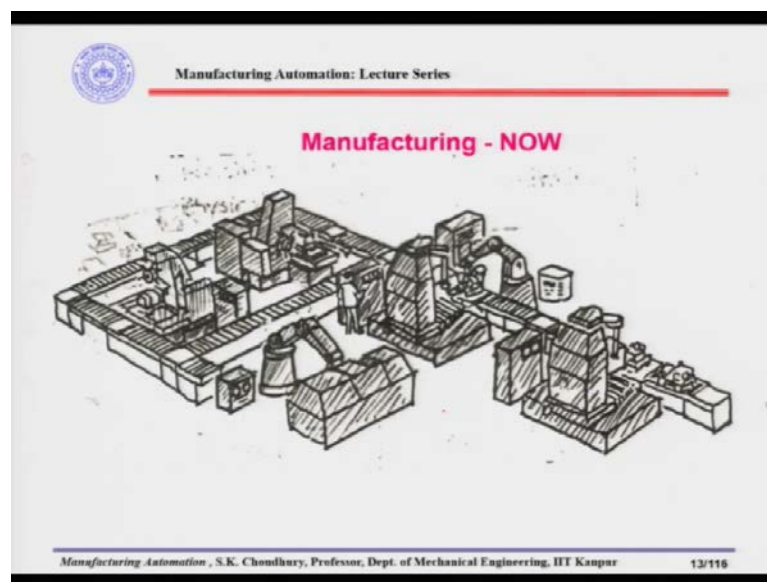 Manufacturing Automation: Lecture Series
Manufacturing - NOW
Manufacturing Automation , S.K. Choudhury, Professor, Dept. of Mechanical Engineering, IIT Kanpur
13/116